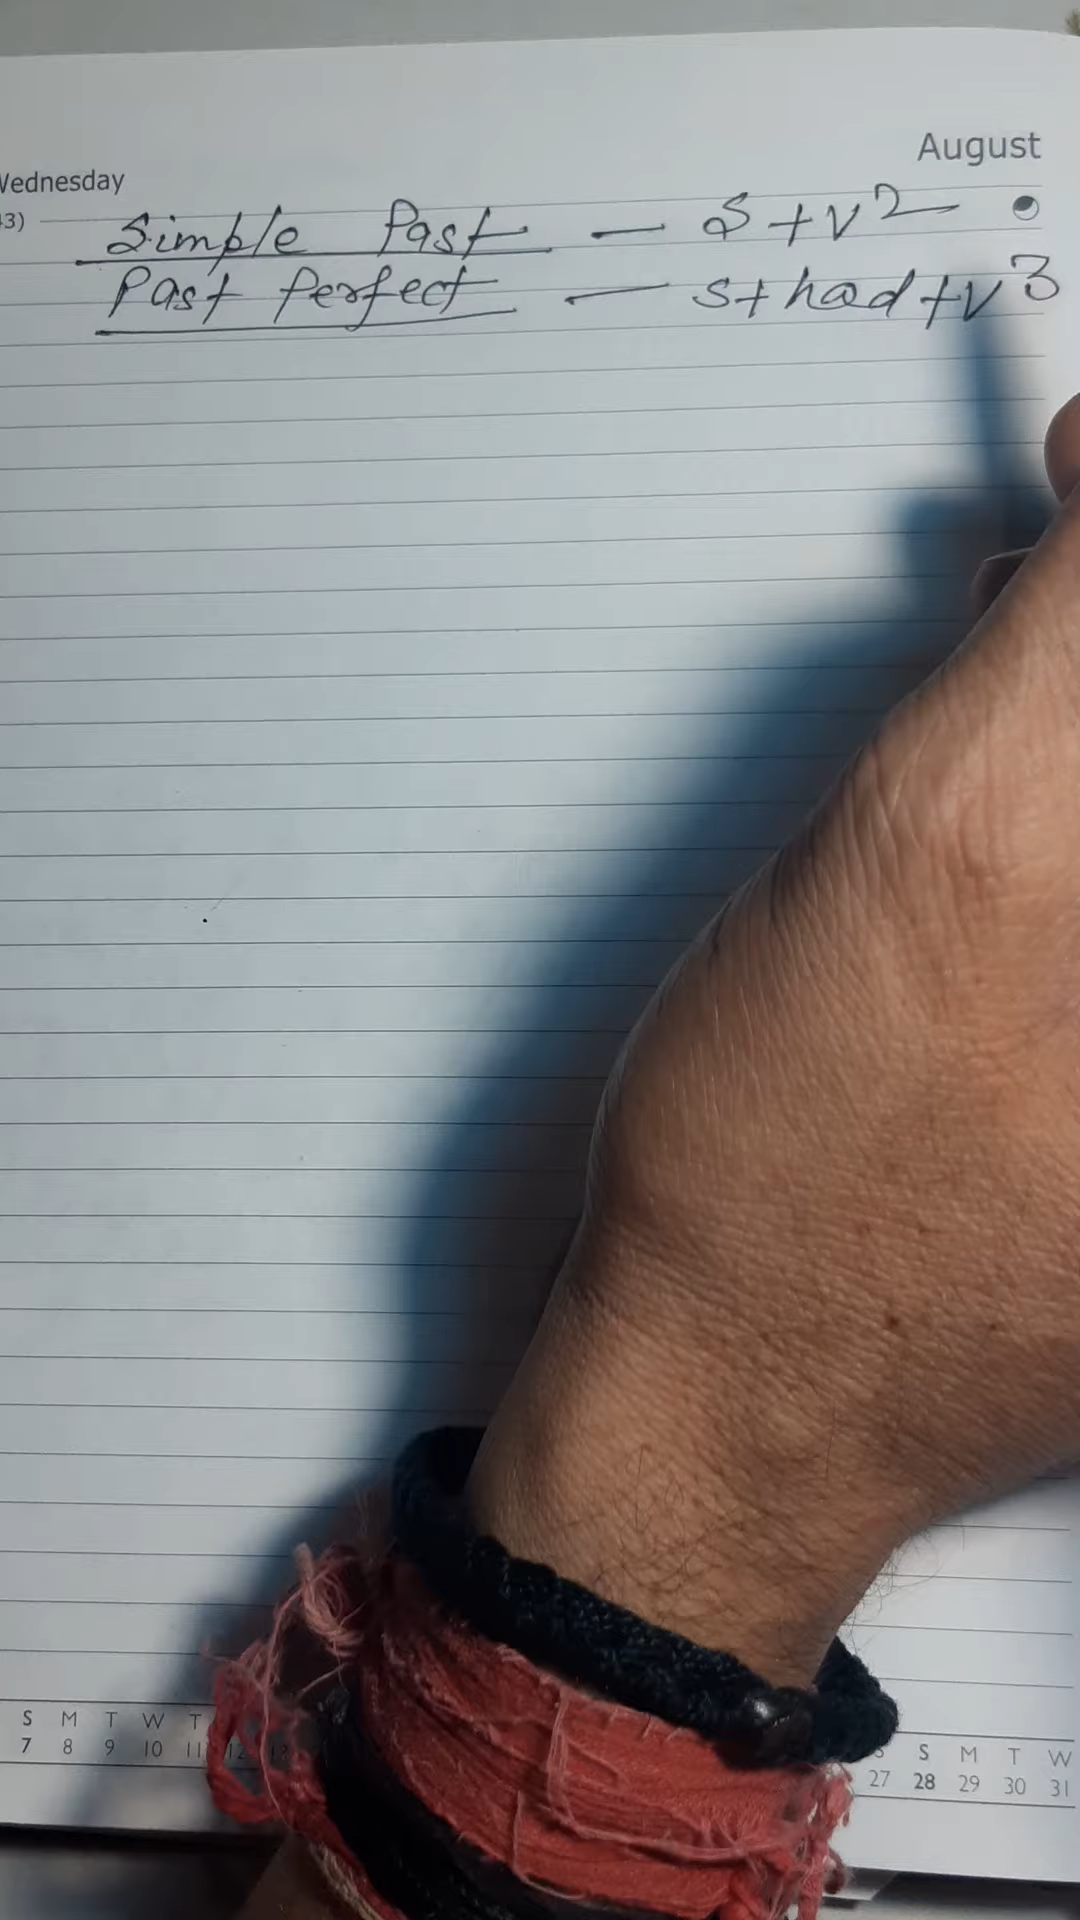 August
Wednesday
Simple Past - S+V2
Past Perfect - S+had+V3
S M T W T S S M T W
7 8 9 10 11 12 27 28 29 30 31